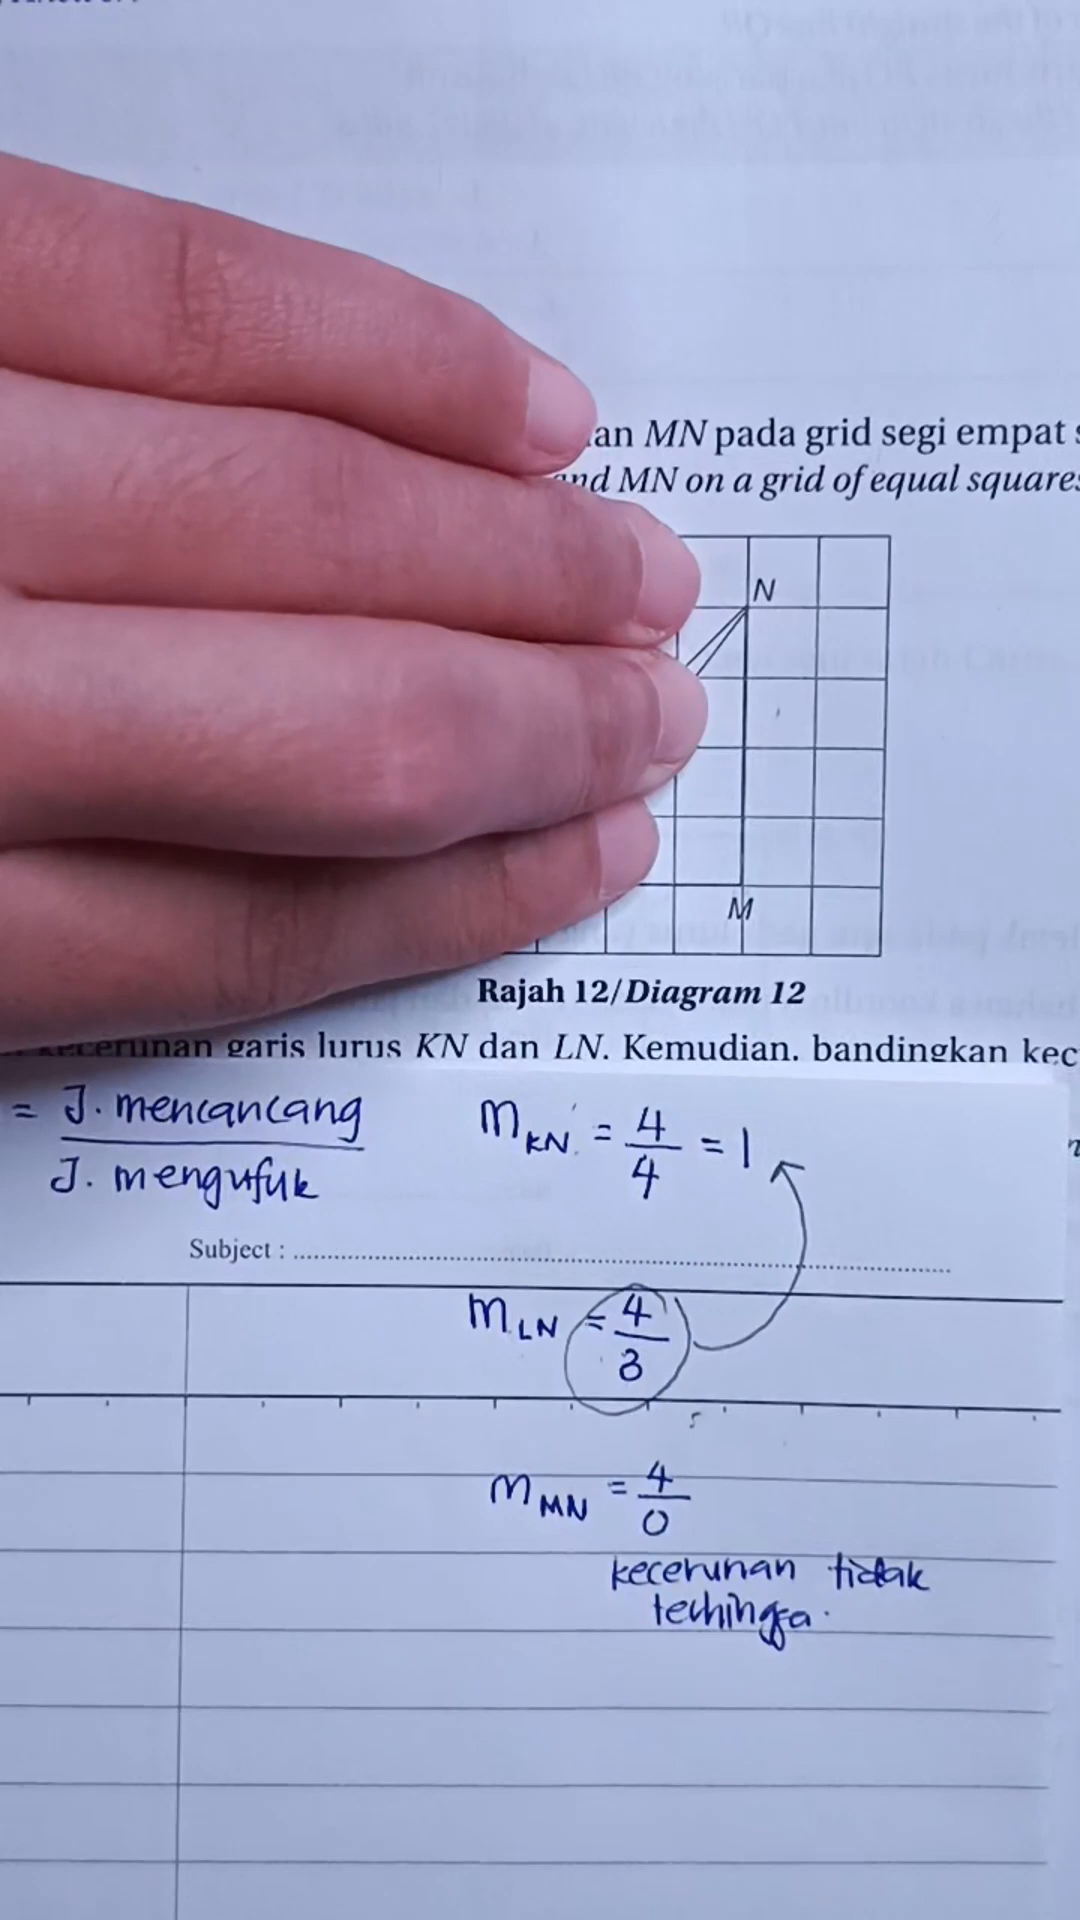 an MN pada grid segi empat
and MN on a grid of equal squares
N
M
Rajah 12/Diagram 12
kecerunan garis lurus KN dan LN. Kemudian, bandingkan kec
= J. mencancang
J. mengufuk
m KN = 4/4 = 1
Subject :
m LN = 4/3
m MN = 4/0
kecerunan tidak
terhingga.